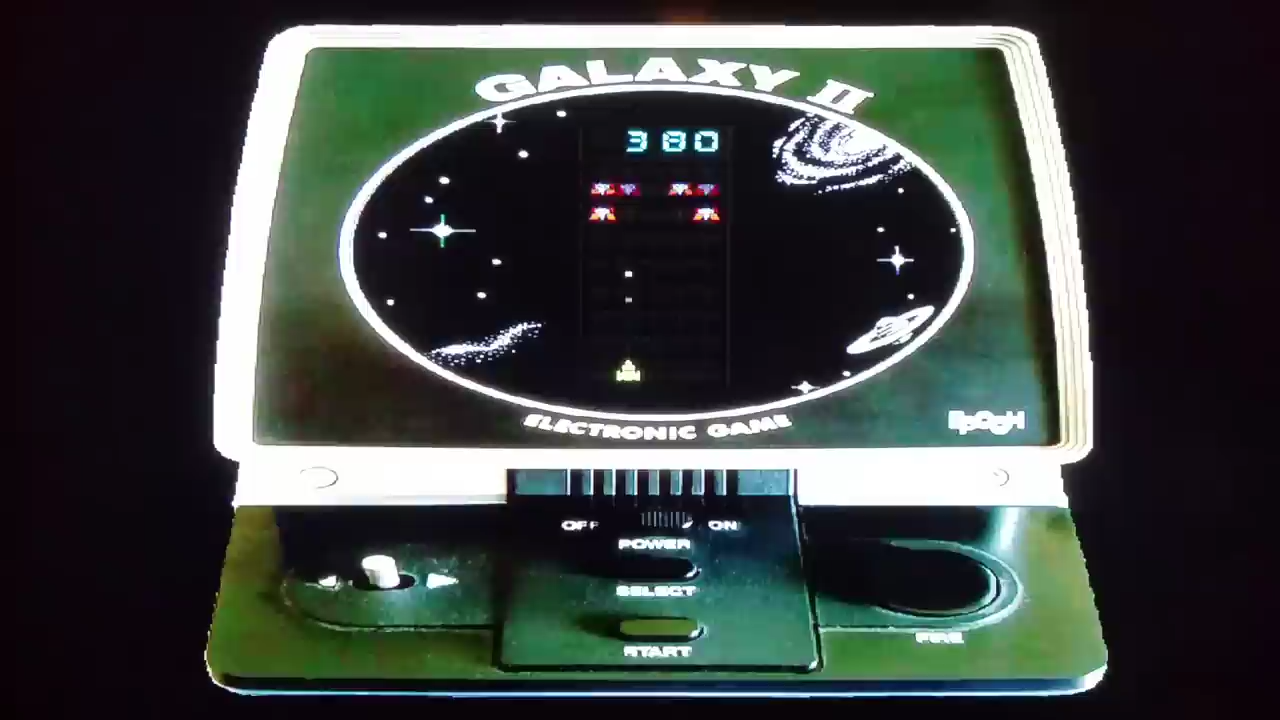 GALAXY II
380
ELECTRONIC GAME
EPOCH
OFF ON
POWER
SELECT
START
FIRE